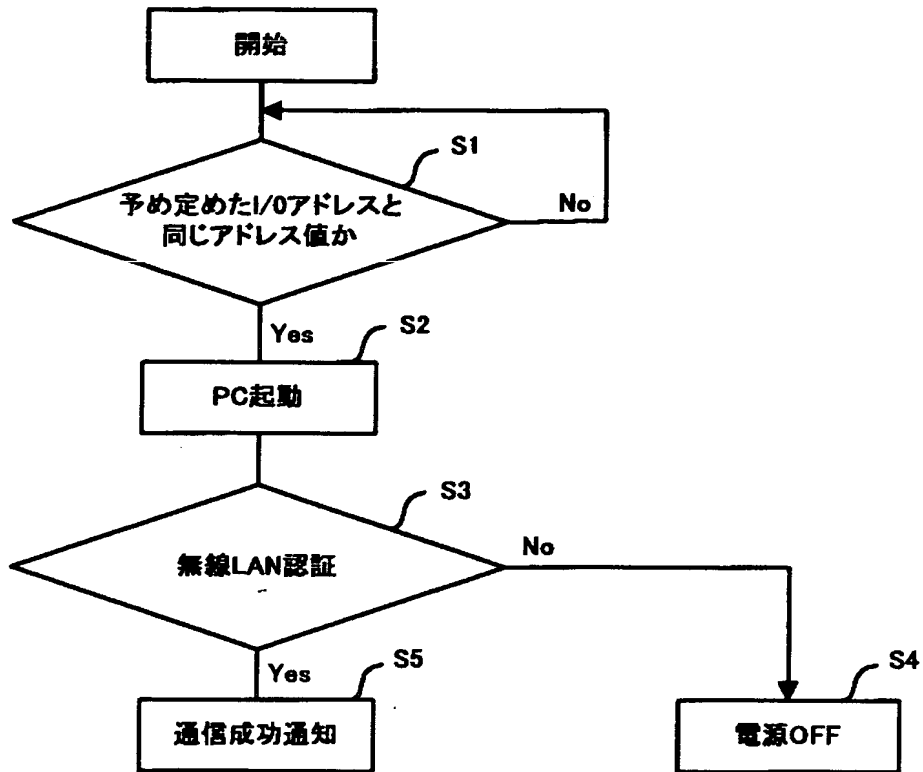 開始
S1
予め定めたI/Oアドレスと
同じアドレス値か
No
Yes
S2
PC起動
S3
無線LAN認証
No
Yes
S5
通信成功通知
S4
電源OFF